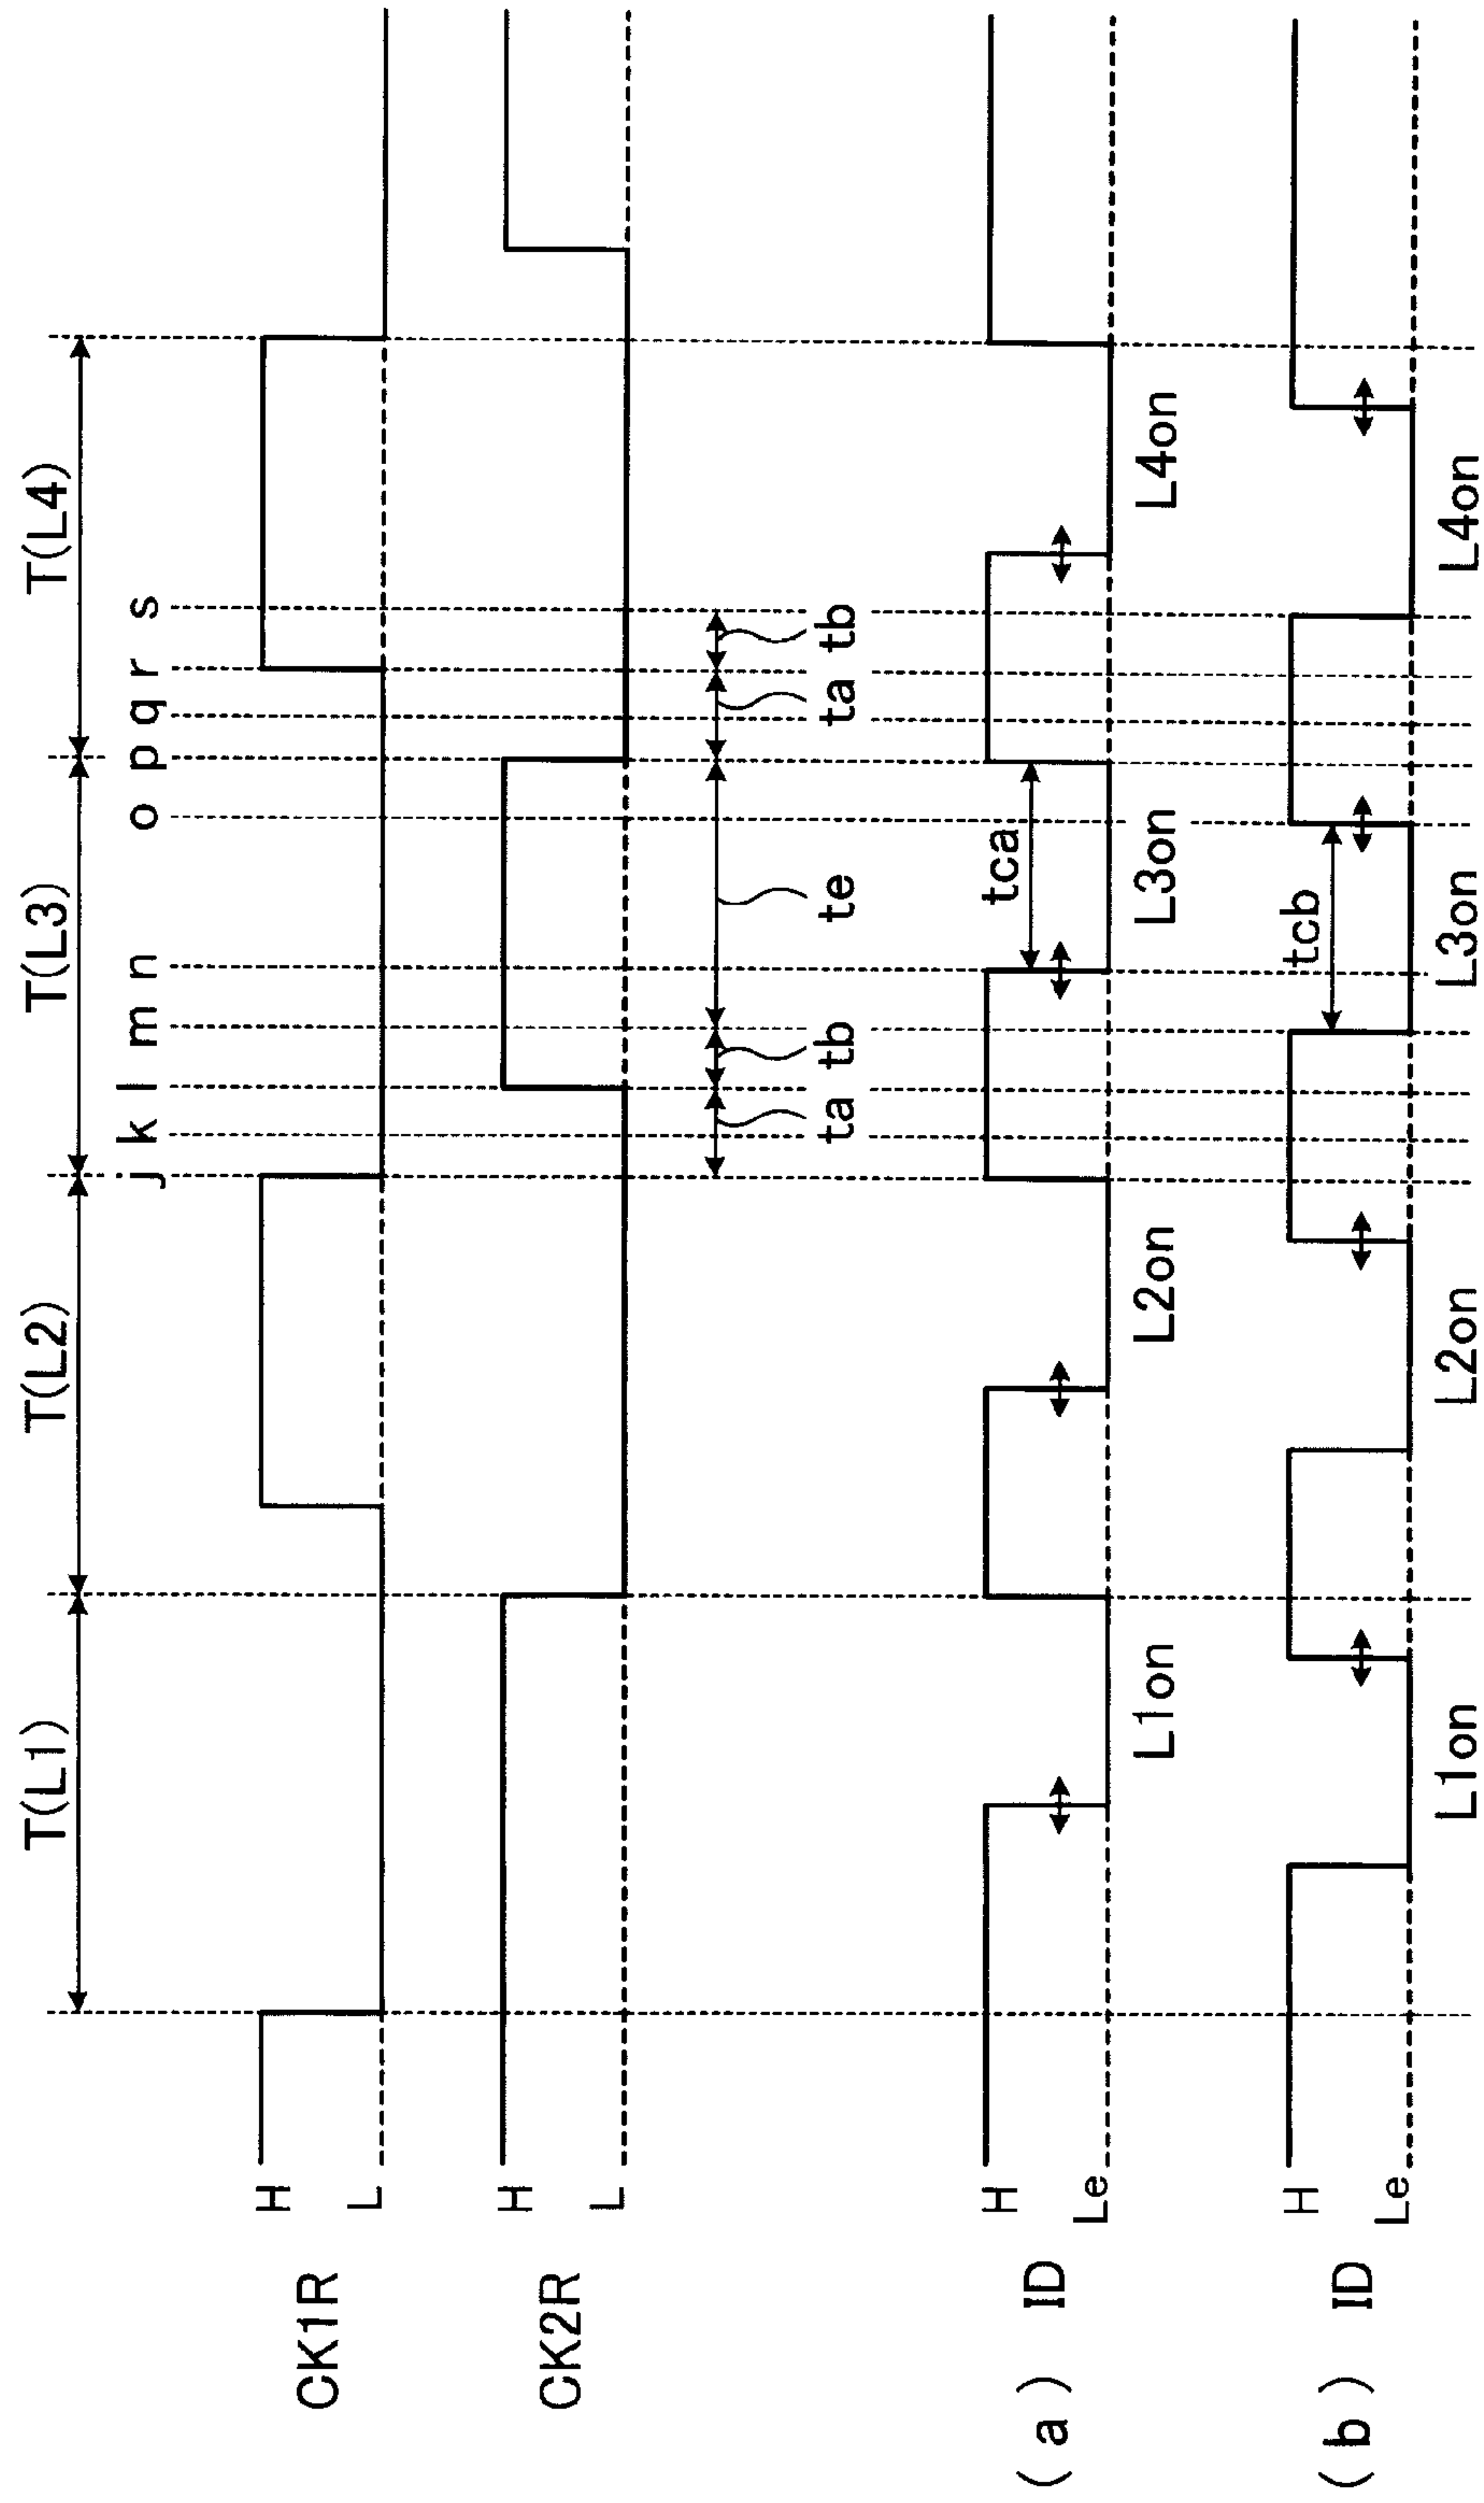 T(L1) T(L2) T(L3) T(L4)
j k l m n o p q r s
CK1R H L
CK2R H L
ta tb te ta tb
(a) ID H Le
tca
L1on L2on L3on L4on
(b) ID H Le
tcb
L1on L2on L3on L4on